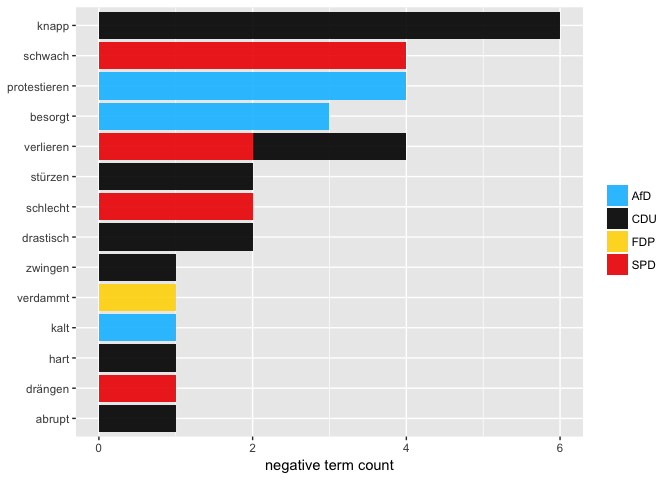 knapp
schwach
protestieren
besorgt
verlieren
stürzen
schlecht
drastisch
zwingen
verdammt
kalt
hart
drängen
abrupt
0 2 4 6
negative term count
AfD
CDU
FDP
SPD